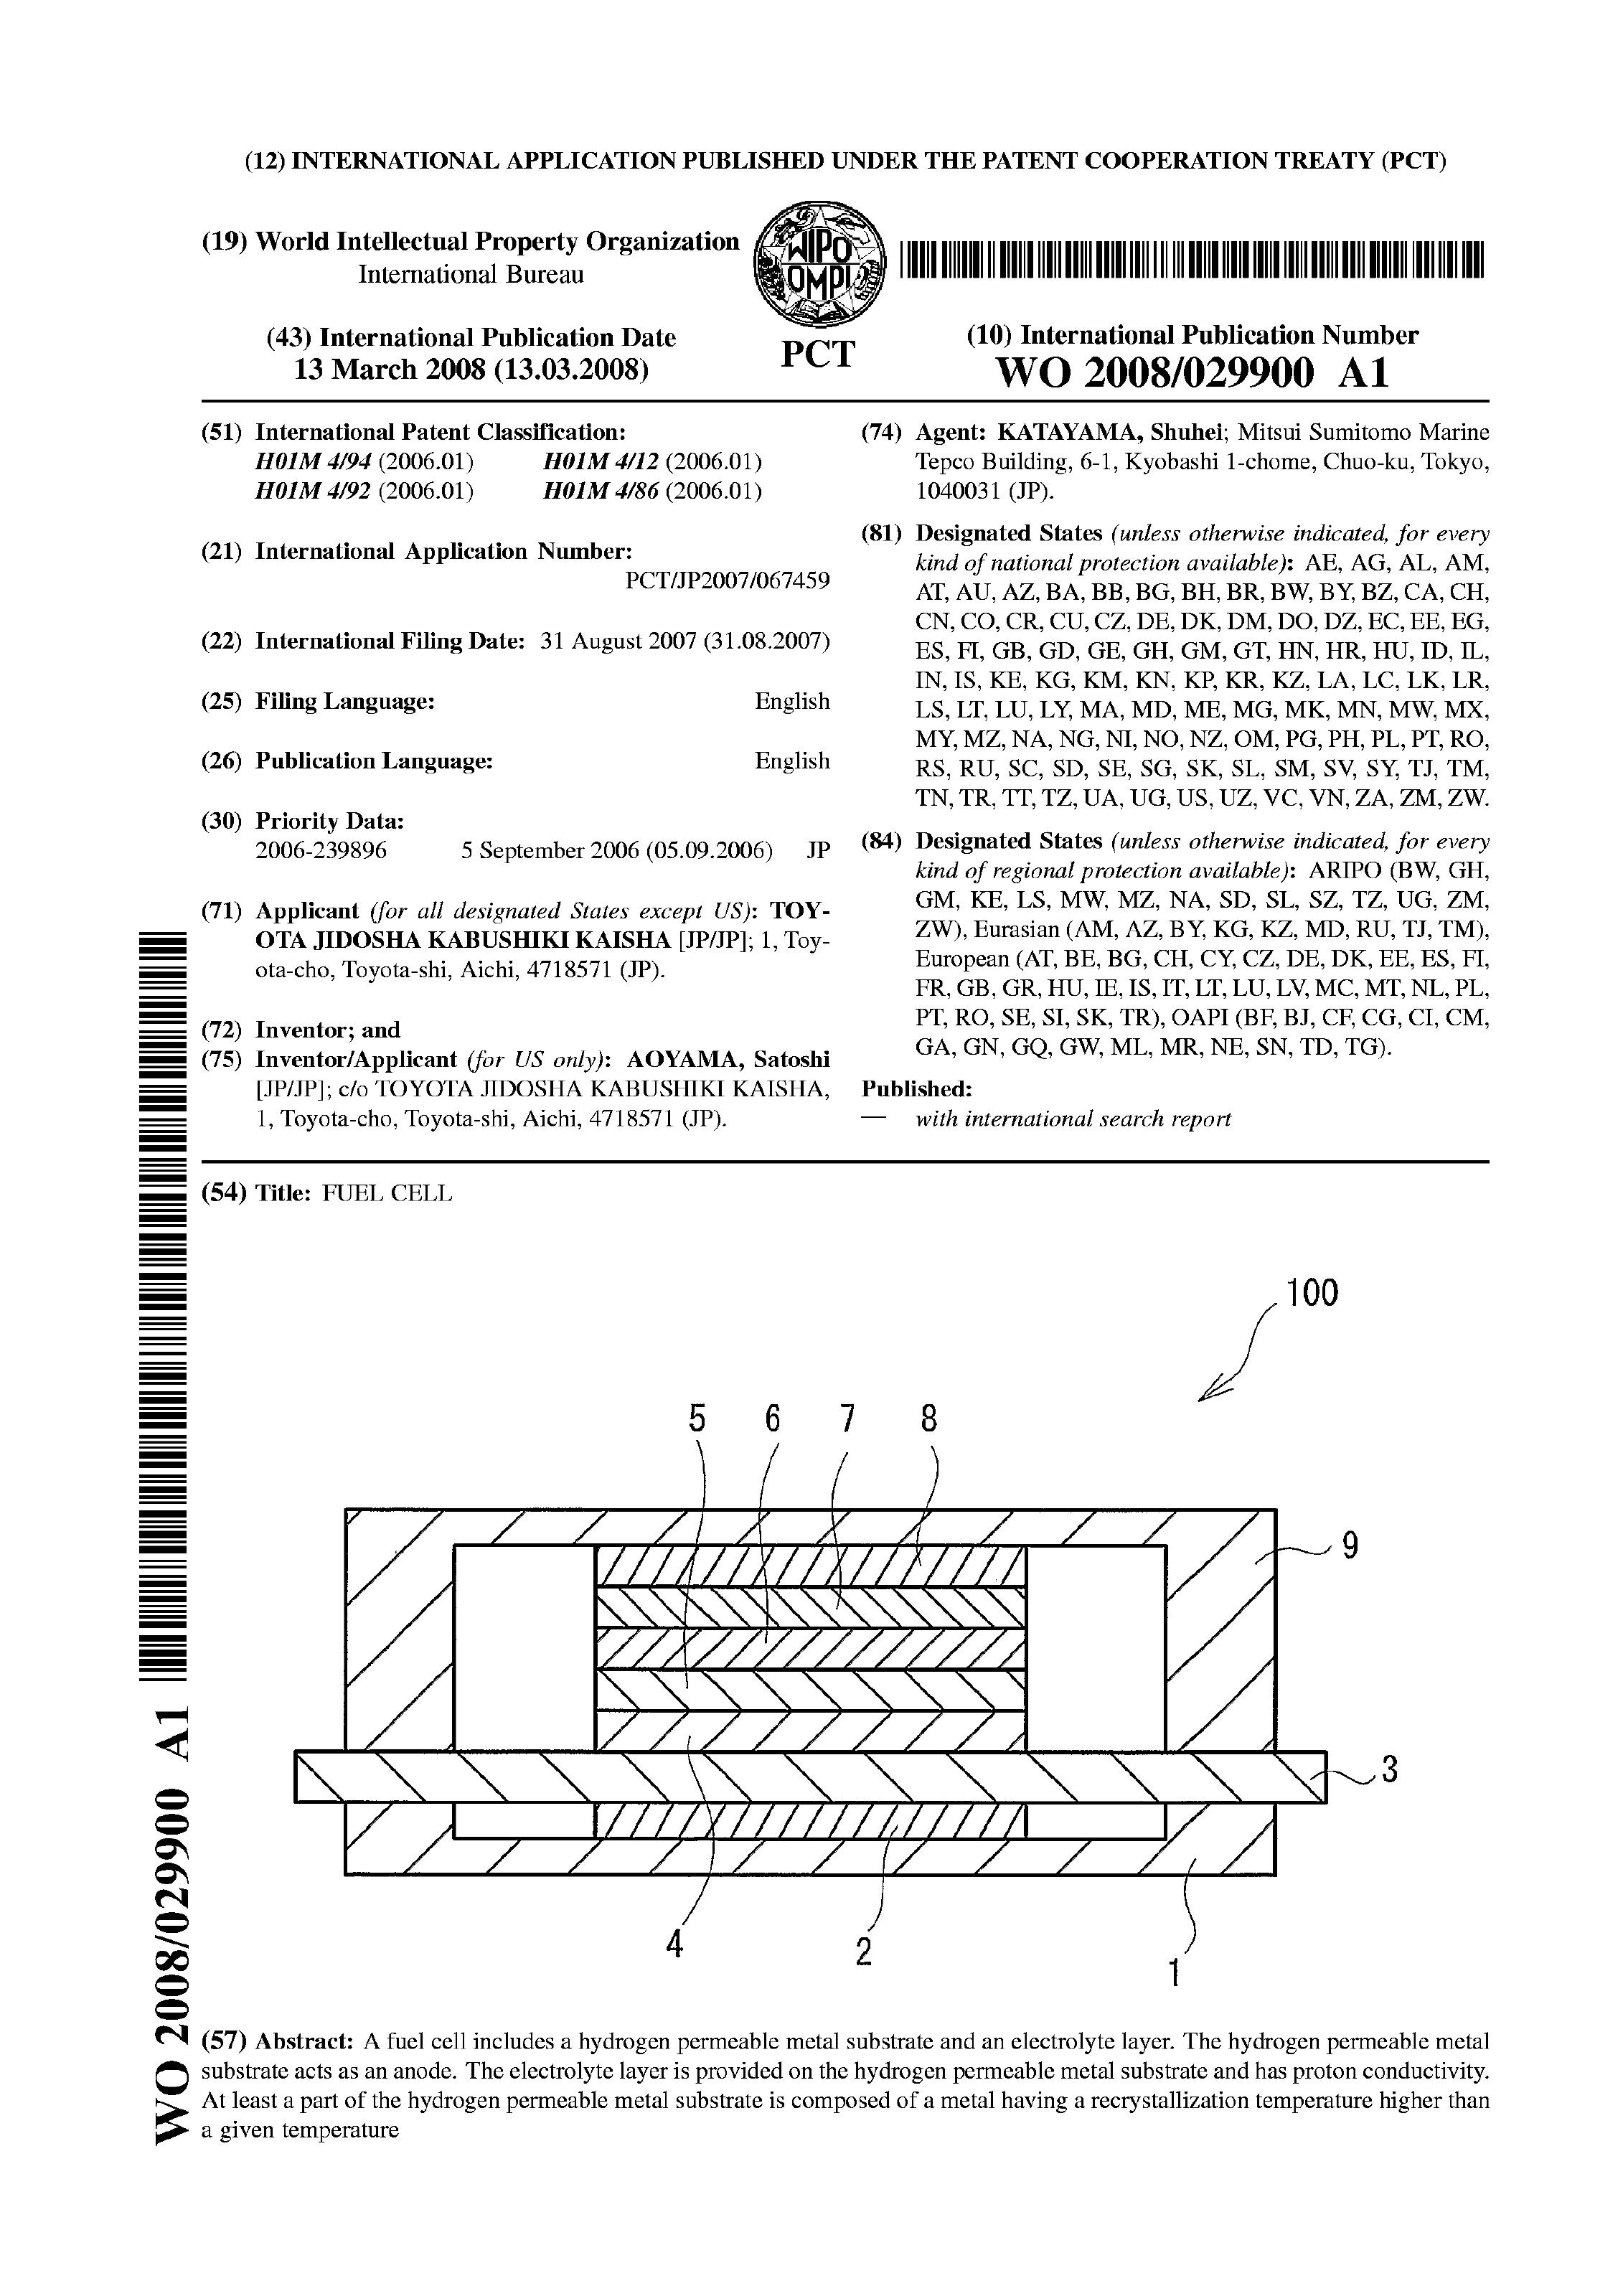 (12) INTERNATIONAL APPLICATION PUBLISHED UNDER THE PATENT COOPERATION TREATY (PCT)
(19) World Intellectual Property Organization
International Bureau
WIPO
OMPI
(43) International Publication Date
13 March 2008 (13.03.2008)
PCT
(10) International Publication Number
WO 2008/029900 A1
(51) International Patent Classification:
H01M 4/94 (2006.01) H01M 4/12 (2006.01)
H01M 4/92 (2006.01) H01M 4/86 (2006.01)
(21) International Application Number:
PCT/JP2007/067459
(22) International Filing Date: 31 August 2007 (31.08.2007)
(25) Filing Language: English
(26) Publication Language: English
(30) Priority Data:
2006-239896 5 September 2006 (05.09.2006) JP
(71) Applicant (for all designated States except US): TOY-
OTA JIDOSHA KABUSHIKI KAISHA [JP/JP]; 1, Toy-
ota-cho, Toyota-shi, Aichi, 4718571 (JP).
(72) Inventor; and
(75) Inventor/Applicant (for US only): AOYAMA, Satoshi
[JP/JP]; c/o TOYOTA JIDOSHA KABUSHIKI KAISHA,
1, Toyota-cho, Toyota-shi, Aichi, 4718571 (JP).
(74) Agent: KATAYAMA, Shuhei; Mitsui Sumitomo Marine
Tepco Building, 6-1, Kyobashi 1-chome, Chuo-ku, Tokyo,
1040031 (JP).
(81) Designated States (unless otherwise indicated, for every
kind of national protection available): AE, AG, AL, AM,
AT, AU, AZ, BA, BB, BG, BH, BR, BW, BY, BZ, CA, CH,
CN, CO, CR, CU, CZ, DE, DK, DM, DO, DZ, EC, EE, EG,
ES, FI, GB, GD, GE, GH, GM, GT, HN, HR, HU, ID, IL,
IN, IS, KE, KG, KM, KN, KP, KR, KZ, LA, LC, LK, LR,
LS, LT, LU, LY, MA, MD, ME, MG, MK, MN, MW, MX,
MY, MZ, NA, NG, NI, NO, NZ, OM, PG, PH, PL, PT, RO,
RS, RU, SC, SD, SE, SG, SK, SL, SM, SV, SY, TJ, TM,
TN, TR, TT, TZ, UA, UG, US, UZ, VC, VN, ZA, ZM, ZW.
(84) Designated States (unless otherwise indicated, for every
kind of regional protection available): ARIPO (BW, GH,
GM, KE, LS, MW, MZ, NA, SD, SL, SZ, TZ, UG, ZM,
ZW), Eurasian (AM, AZ, BY, KG, KZ, MD, RU, TJ, TM),
European (AT, BE, BG, CH, CY, CZ, DE, DK, EE, ES, FI,
FR, GB, GR, HU, IE, IS, IT, LT, LU, LV, MC, MT, NL, PL,
PT, RO, SE, SI, SK, TR), OAPI (BF, BJ, CF, CG, CI, CM,
GA, GN, GQ, GW, ML, MR, NE, SN, TD, TG).
Published:
— with international search report
(54) Title: FUEL CELL
100
5 6 7 8
9
3
4 2 1
WO 2008/029900 A1
(57) Abstract: A fuel cell includes a hydrogen permeable metal substrate and an electrolyte layer. The hydrogen permeable metal
substrate acts as an anode. The electrolyte layer is provided on the hydrogen permeable metal substrate and has proton conductivity.
At least a part of the hydrogen permeable metal substrate is composed of a metal having a recrystallization temperature higher than
a given temperature